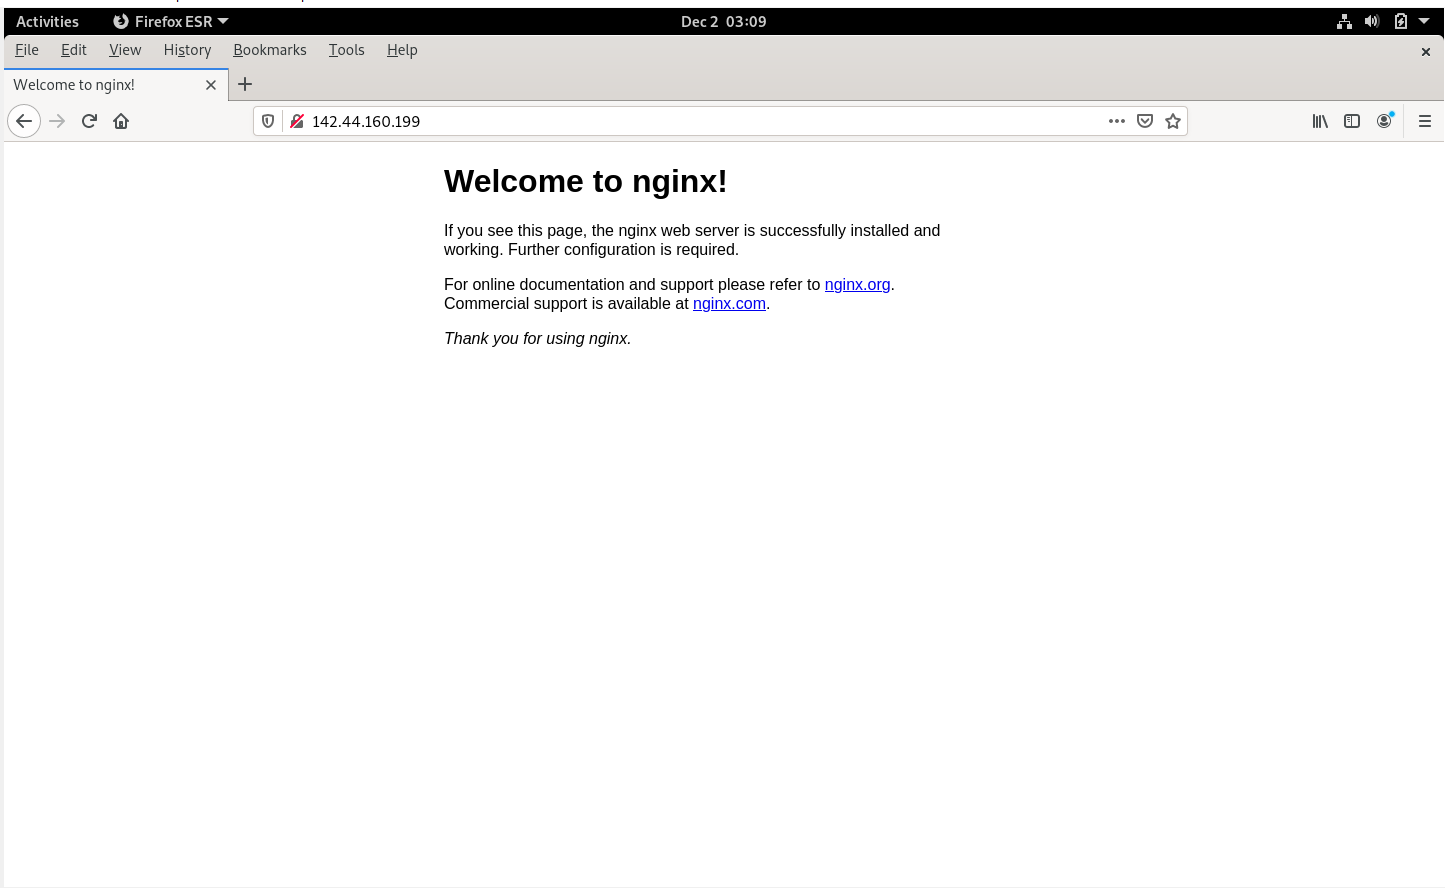 Activities Firefox ESR Dec 2 03:09
File Edit View History Bookmarks Tools Help
Welcome to nginx!
142.44.160.199
Welcome to nginx!
If you see this page, the nginx web server is successfully installed and
working. Further configuration is required.
For online documentation and support please refer to nginx.org.
Commercial support is available at nginx.com.
Thank you for using nginx.